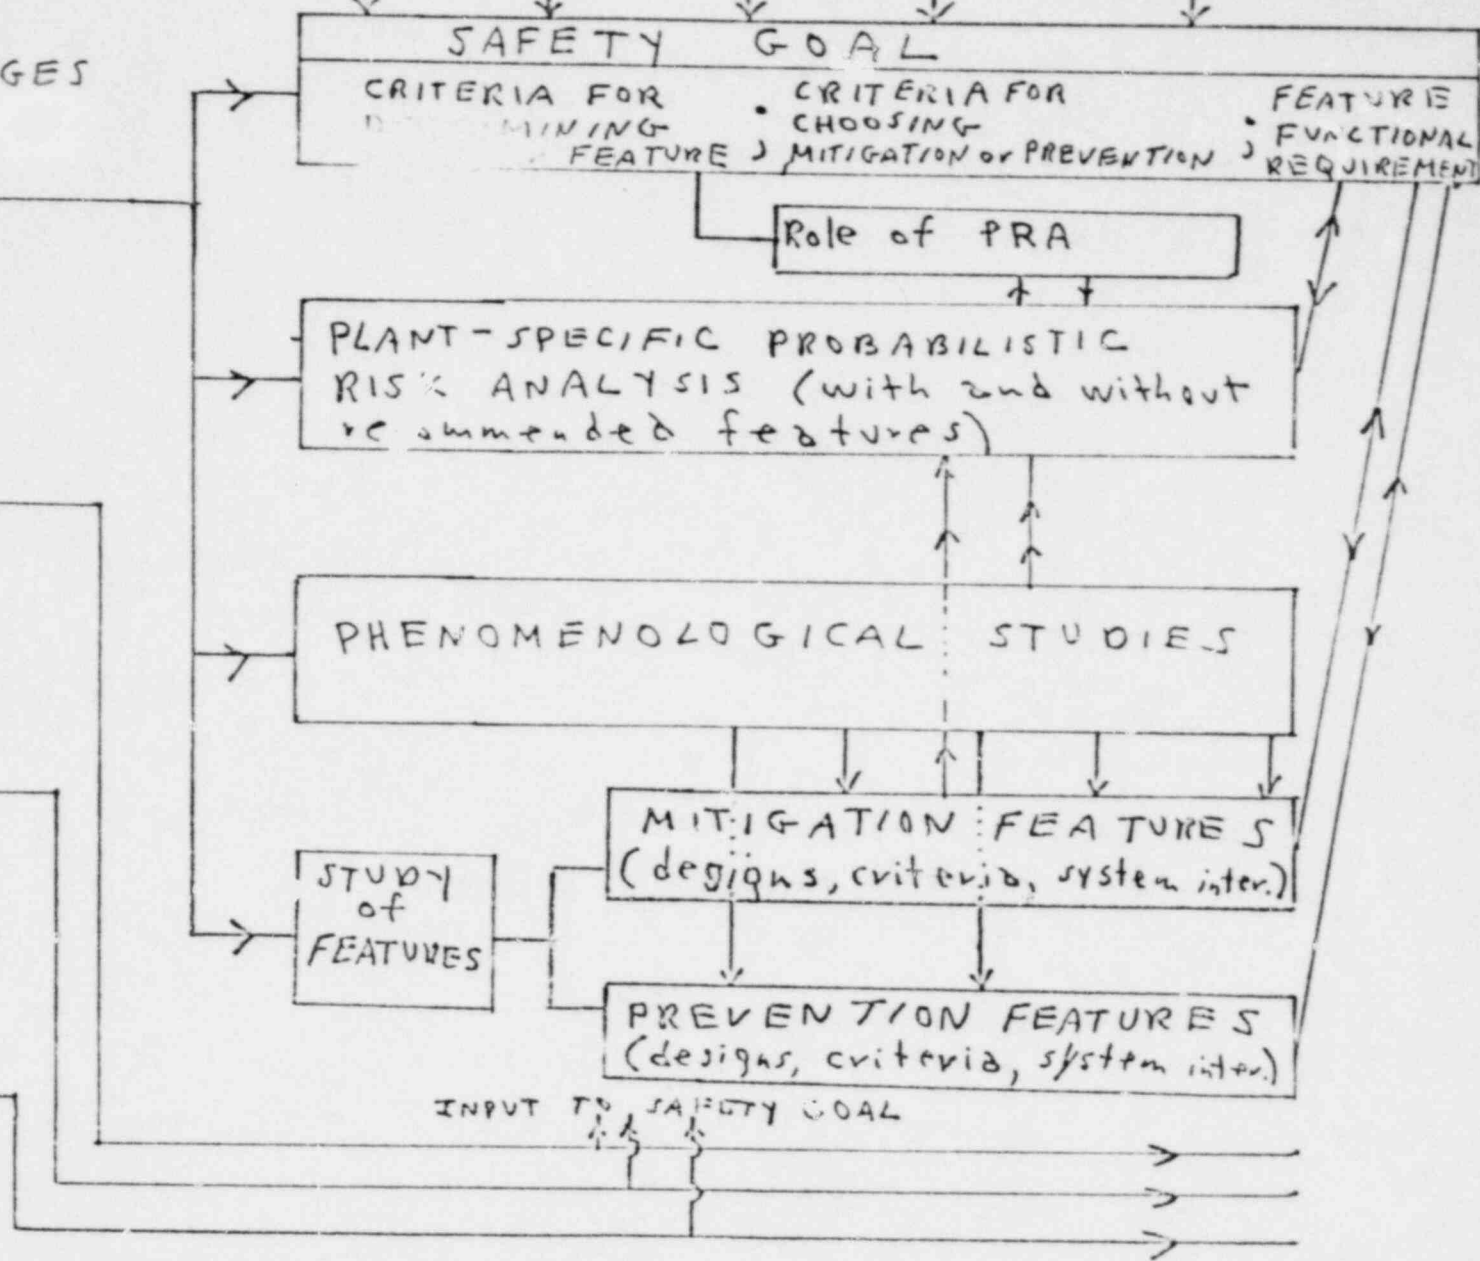 GES
SAFETY GOAL
CRITERIA FOR
FEATURE ;
CRITERIA FOR
CHOOSING
MITIGATION or PREVENTION ;
FEATURE
FUNCTIONAL
REQUIREMENT
Role of PRA
PLANT-SPECIFIC PROBABILISTIC
RISK ANALYSIS (with and without
recommended features)
PHENOMENOLOGICAL STUDIES
MITIGATION FEATURES
(designs, criteria, system inter.)
STUDY
of
FEATURES
PREVENTION FEATURES
(designs, criteria, system inter.)
INPUT TO SAFETY GOAL